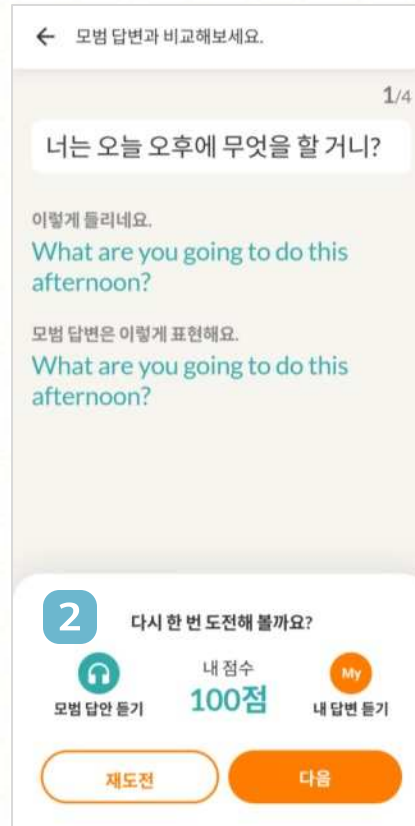 ← 모범 답변과 비교해보세요.
1/4
너는 오늘 오후에 무엇을 할 거니?
이렇게 들리네요.
What are you going to do this
afternoon?
모범 답변은 이렇게 표현해요.
What are you going to do this
afternoon?
2
다시 한 번 도전해 볼까요?
모범 답안 듣기
내 점수
100점
My
내 답변 듣기
재도전
다음